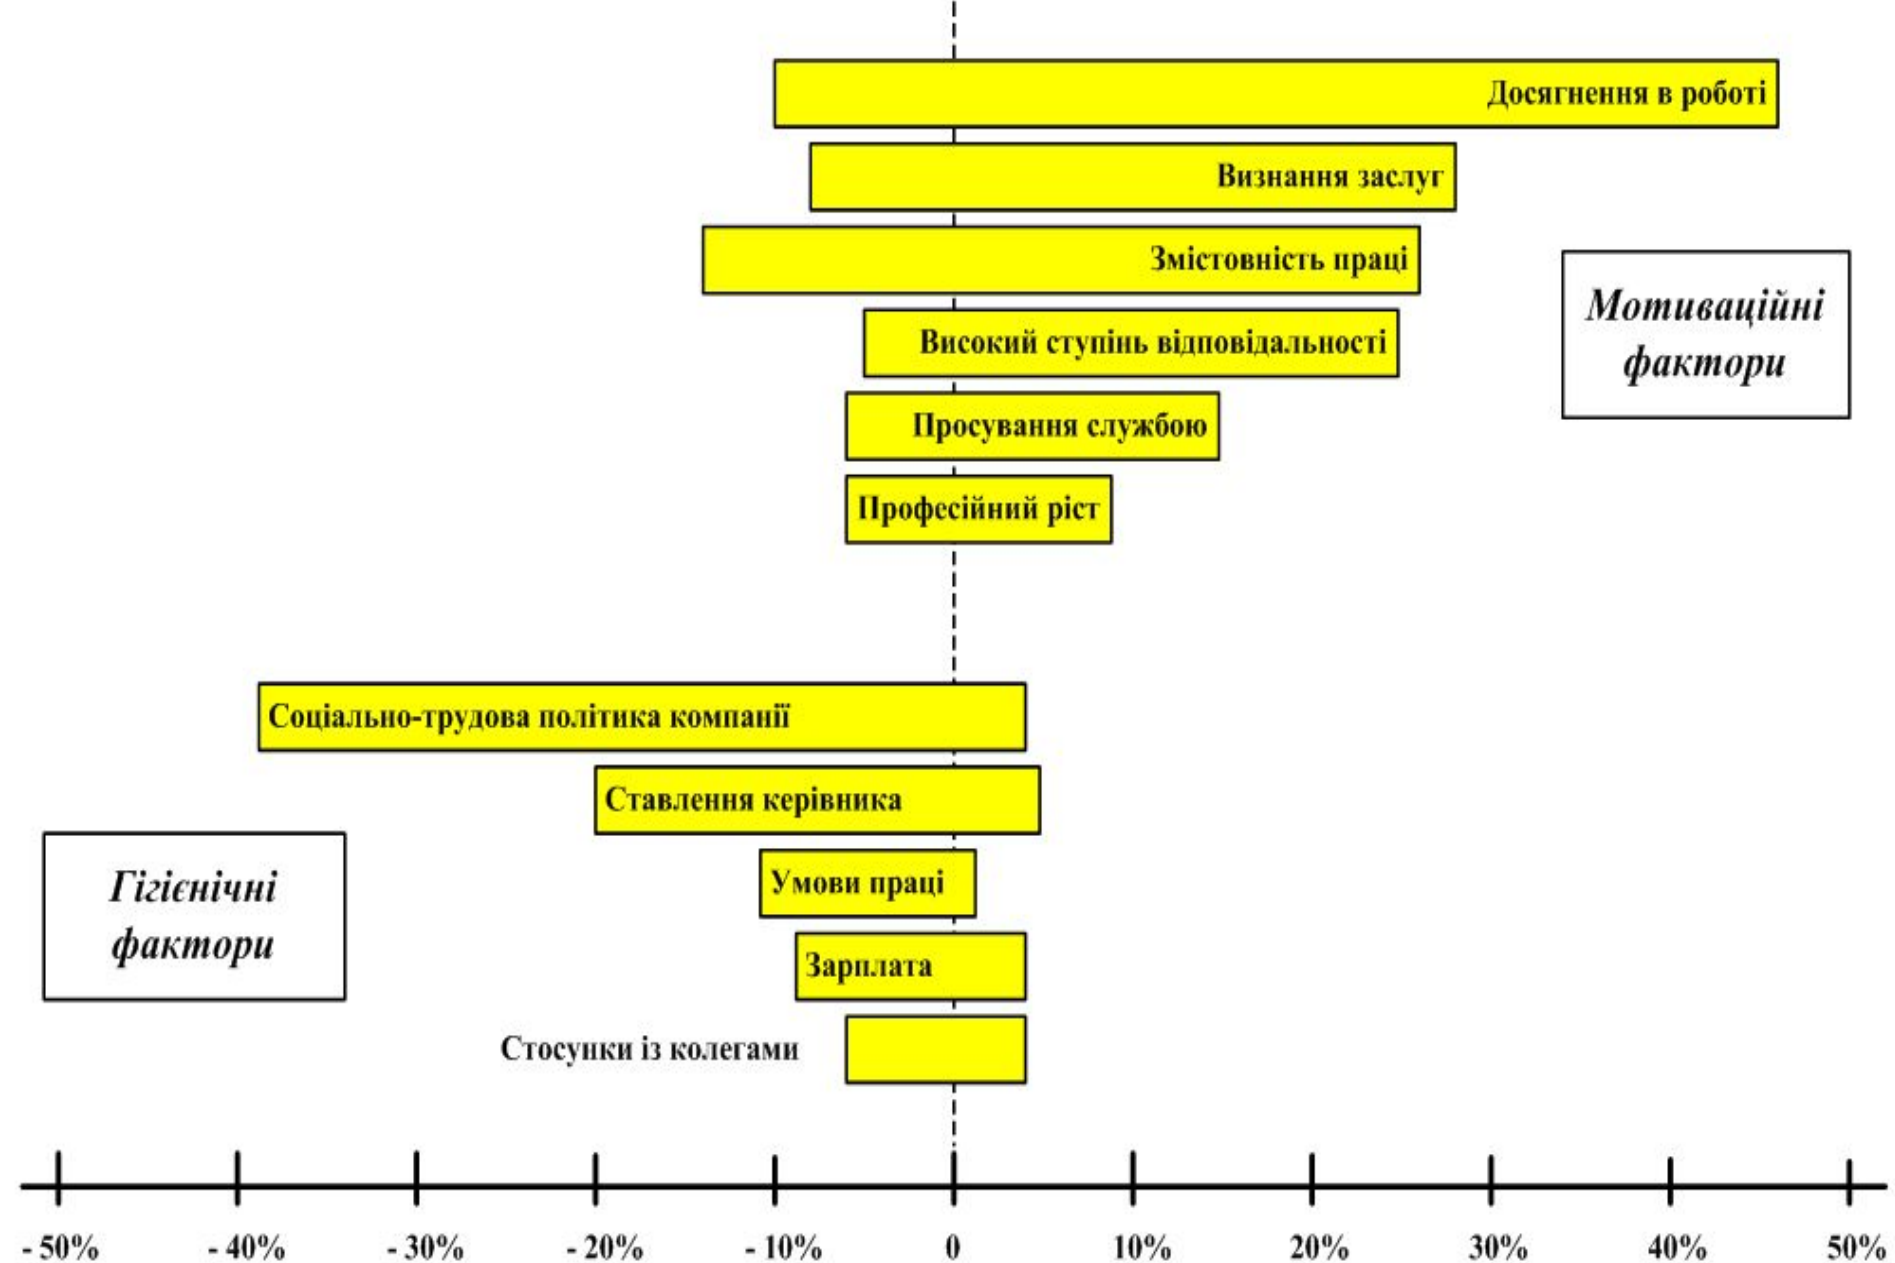 Досягнення в роботі
Визнання заслуг
Змістовність праці
Високий ступінь відповідальності
Просування службою
Професійний ріст
Мотиваційні
фактори
Соціально-трудова політика компанії
Ставлення керівника
Умови праці
Зарплата
Стосунки із колегами
Гігієнічні
фактори
- 50% - 40% - 30% - 20% - 10% 0 10% 20% 30% 40% 50%